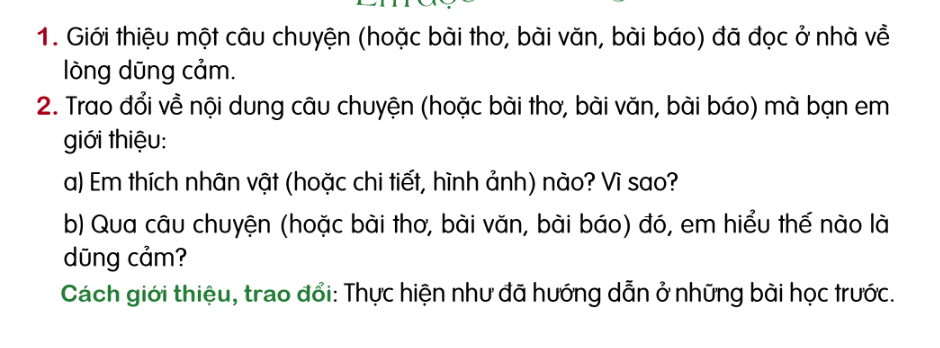 1. Giới thiệu một câu chuyện (hoặc bài thơ, bài văn, bài báo) đã đọc ở nhà về
lòng dũng cảm.
2. Trao đổi về nội dung câu chuyện (hoặc bài thơ, bài văn, bài báo) mà bạn em
giới thiệu:
a) Em thích nhân vật (hoặc chi tiết, hình ảnh) nào? Vì sao?
b) Qua câu chuyện (hoặc bài thơ, bài văn, bài báo) đó, em hiểu thế nào là
dũng cảm?
Cách giới thiệu, trao đổi: Thực hiện như đã hướng dẫn ở những bài học trước.